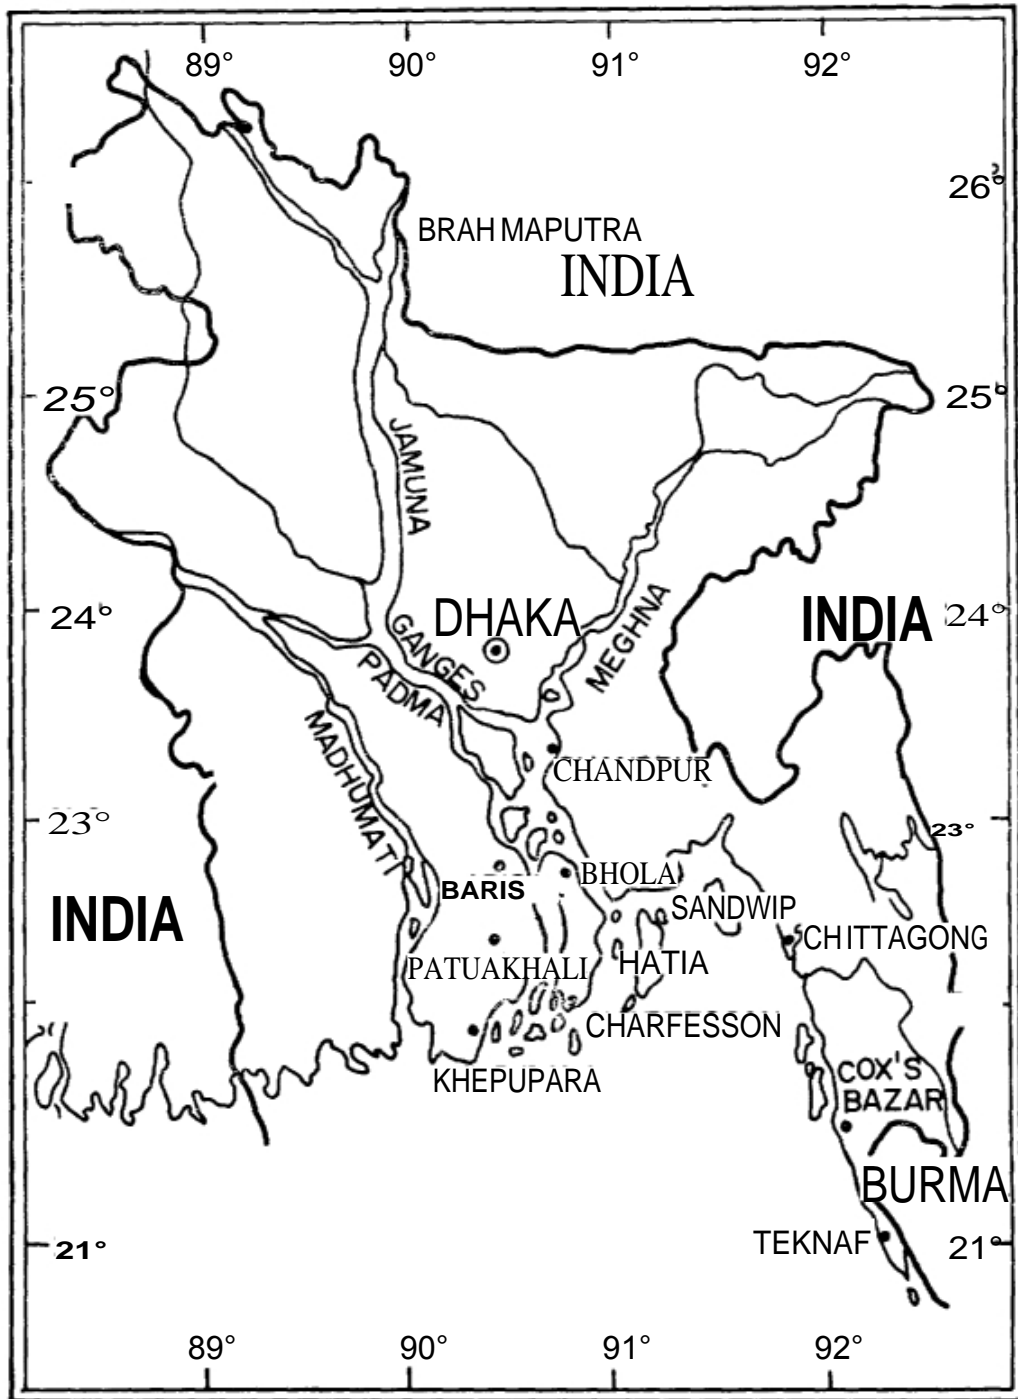 89° 90° 91° 92°
26°
BRAH MAPUTRA
INDIA
25° 25°
JAMUNA
24° DHAKA INDIA 24°
GANGES
PADMA
MEGHNA
MADHUMATI
CHANDPUR
23° 23°
BHOLA
BARIS
SANDWIP
INDIA
CHITTAGONG
PATUAKHALI HATIA
CHARFESSON
KHEPUPARA
COX'S
BAZAR
BURMA
TEKNAF
21° 21°
89° 90° 91° 92°